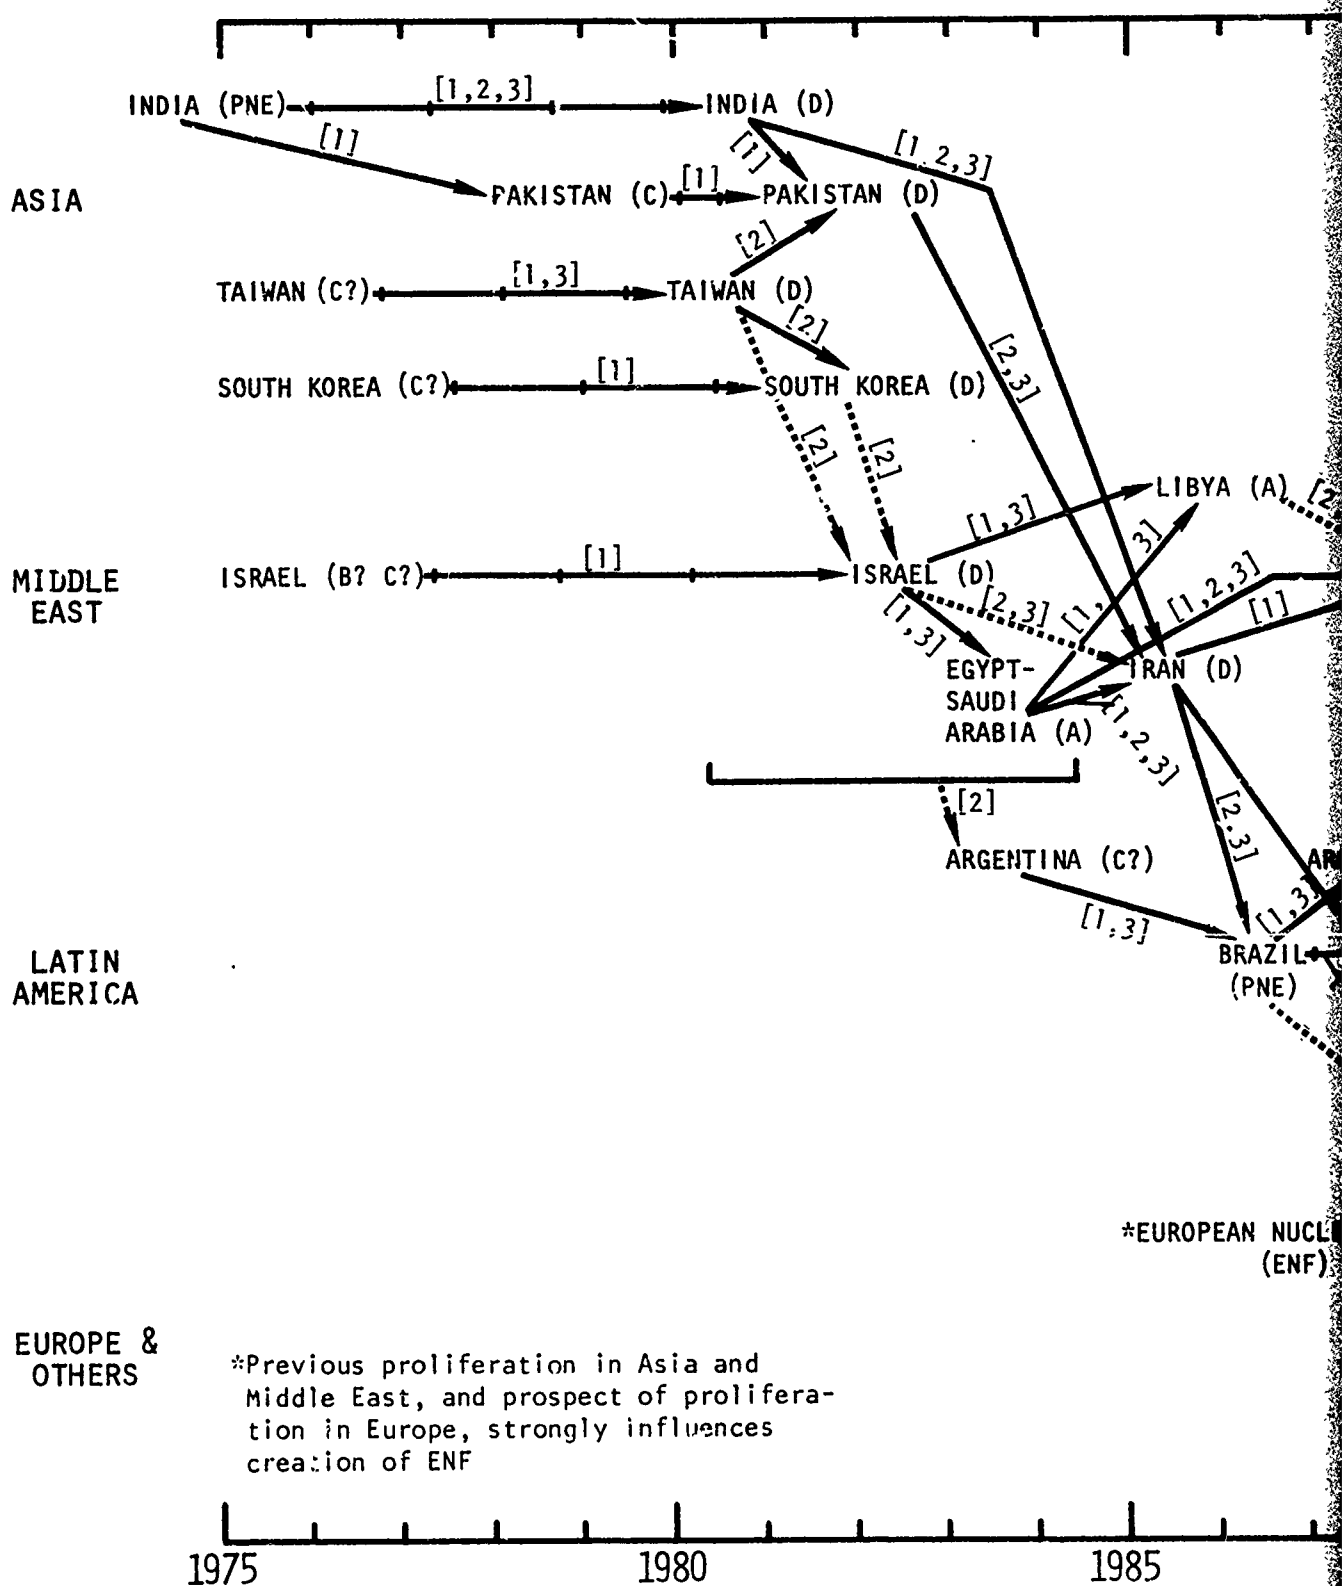 [1,2,3]
INDIA (PNE) INDIA (D)
[1] [1] [1,2,3]
ASIA
PAKISTAN (C) [1] PAKISTAN (D)
[2]
TAIWAN (C?) [1,3] TAIWAN (D)
[2]
[2,3]
SOUTH KOREA (C?) [1] SOUTH KOREA (D)
[2] [2]
LIBYA (A) [2
[1,3]
MIDDLE
EAST
ISRAEL (B? C?) [1] ISRAEL (D)
[1,3] [2,3] [1, 3] [1,2,3] [1]
EGYPT-
SAUDI
ARABIA (A)
IRAN (D)
[1,2,3]
[2]
[2.3]
ARGENTINA (C?) AR
[1,3] [1,3]
LATIN
AMERICA
BRAZIL
(PNE)
*EUROPEAN NUCL
(ENF)
EUROPE &
OTHERS
*Previous proliferation in Asia and
Middle East, and prospect of prolifera-
tion in Europe, strongly influences
creation of ENF
1975 1980 1985